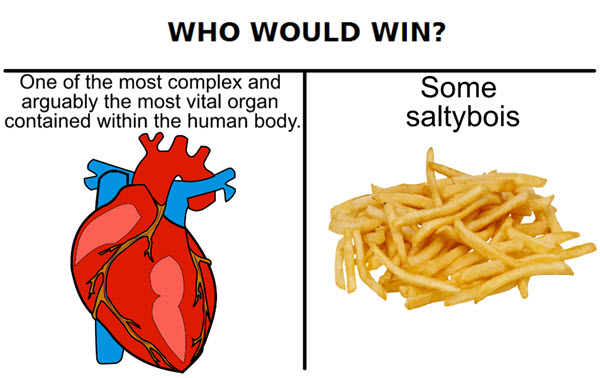 WHO WOULD WIN?
One of the most complex and
arguably the most vital organ
contained within the human body.
Some
saltybois